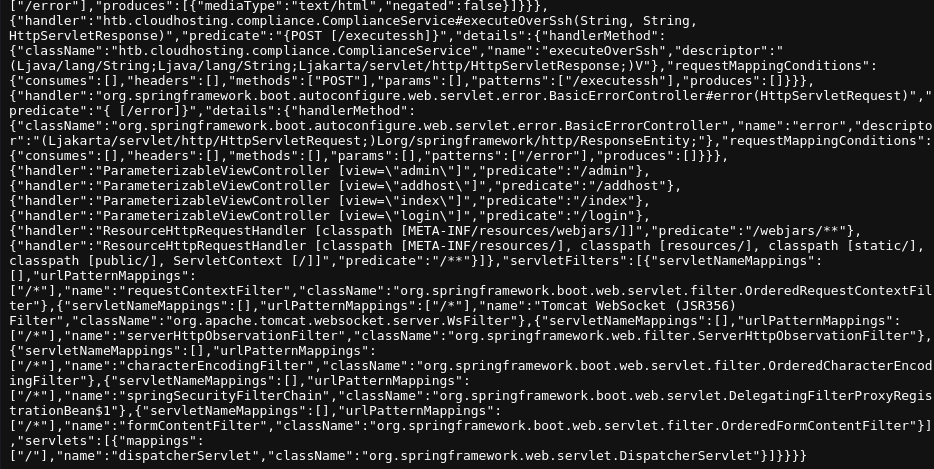 ["/error"],"produces":[{"mediaType":"text/html","negated":false}]}}},
{"handler":"htb.cloudhosting.compliance.ComplianceService#executeOverSsh(String, String,
HttpServletResponse)","predicate":"{POST [/executessh]}","details":{"handlerMethod":
{"className":"htb.cloudhosting.compliance.ComplianceService","name":"executeOverSsh","descriptor":"
(Ljava/lang/String;Ljava/lang/String;Ljakarta/servlet/http/HttpServletResponse;)V"},"requestMappingConditions":
{"consumes":[],"headers":[],"methods":["POST"],"params":[],"patterns":["/executessh"],"produces":[]}}},
{"handler":"org.springframework.boot.autoconfigure.web.servlet.error.BasicErrorController#error(HttpServletRequest)","
predicate":"{ [/error]}","details":{"handlerMethod":
{"className":"org.springframework.boot.autoconfigure.web.servlet.error.BasicErrorController","name":"error","descripto
r":"(Ljakarta/servlet/http/HttpServletRequest;)Lorg/springframework/http/ResponseEntity;"},"requestMappingConditions":
{"consumes":[],"headers":[],"methods":[],"params":[],"patterns":["/error"],"produces":[]}}},
{"handler":"ParameterizableViewController [view=\"admin\"]","predicate":"/admin"},
{"handler":"ParameterizableViewController [view=\"addhost\"]","predicate":"/addhost"},
{"handler":"ParameterizableViewController [view=\"index\"]","predicate":"/index"},
{"handler":"ParameterizableViewController [view=\"login\"]","predicate":"/login"},
{"handler":"ResourceHttpRequestHandler [classpath [META-INF/resources/webjars/]]","predicate":"/webjars/**"},
{"handler":"ResourceHttpRequestHandler [classpath [META-INF/resources/], classpath [resources/], classpath [static/],
classpath [public/], ServletContext [/]]","predicate":"/**"}]},"servletFilters":[{"servletNameMappings":
[],"urlPatternMappings":
["/*"],"name":"requestContextFilter","className":"org.springframework.boot.web.servlet.filter.OrderedRequestContextFil
ter"},{"servletNameMappings":[],"urlPatternMappings":["/*"],"name":"Tomcat WebSocket (JSR356)
Filter","className":"org.apache.tomcat.websocket.server.WsFilter"},{"servletNameMappings":[],"urlPatternMappings":
["/*"],"name":"serverHttpObservationFilter","className":"org.springframework.web.filter.ServerHttpObservationFilter"},
{"servletNameMappings":[],"urlPatternMappings":
["/*"],"name":"characterEncodingFilter","className":"org.springframework.boot.web.servlet.filter.OrderedCharacterEncod
ingFilter"},{"servletNameMappings":[],"urlPatternMappings":
["/*"],"name":"springSecurityFilterChain","className":"org.springframework.boot.web.servlet.DelegatingFilterProxyRegis
trationBean$1"},{"servletNameMappings":[],"urlPatternMappings":
["/*"],"name":"formContentFilter","className":"org.springframework.boot.web.servlet.filter.OrderedFormContentFilter"}]
,"servlets":[{"mappings":
["/"],"name":"dispatcherServlet","className":"org.springframework.web.servlet.DispatcherServlet"}]}}}}